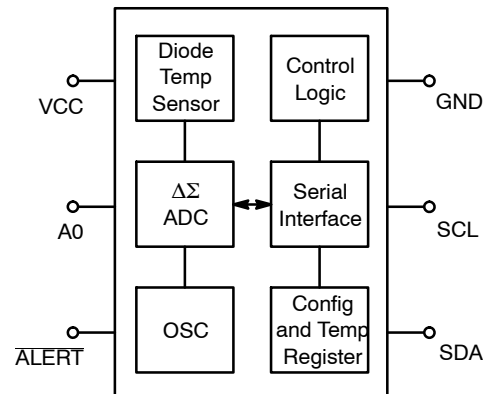 Diode
Temp
Sensor
Control
Logic
VCC
GND
ΔΣ
ADC
Serial
Interface
A0
SCL
OSC
Config
and Temp
Register
ALERT
SDA